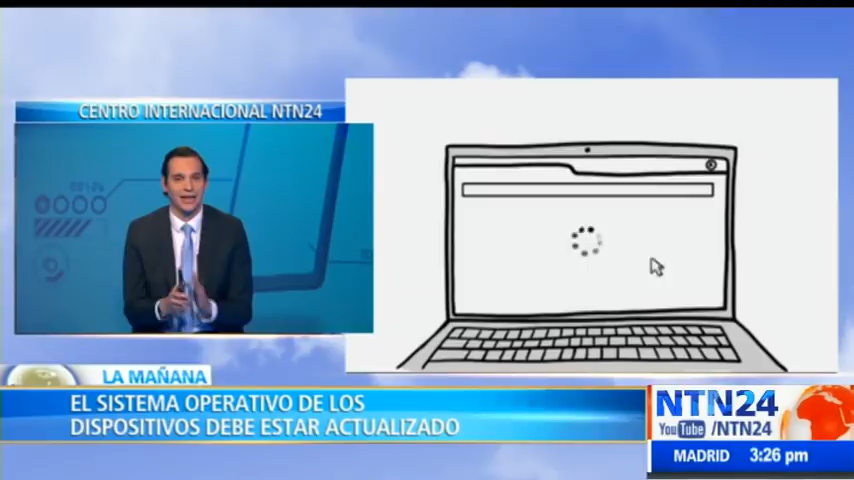 CENTRO INTERNACIONAL NTN24
LA MAÑANA
EL SISTEMA OPERATIVO DE LOS
DISPOSITIVOS DEBE ESTAR ACTUALIZADO
NTN24
YouTube /NTN24
MADRID 3:26 pm